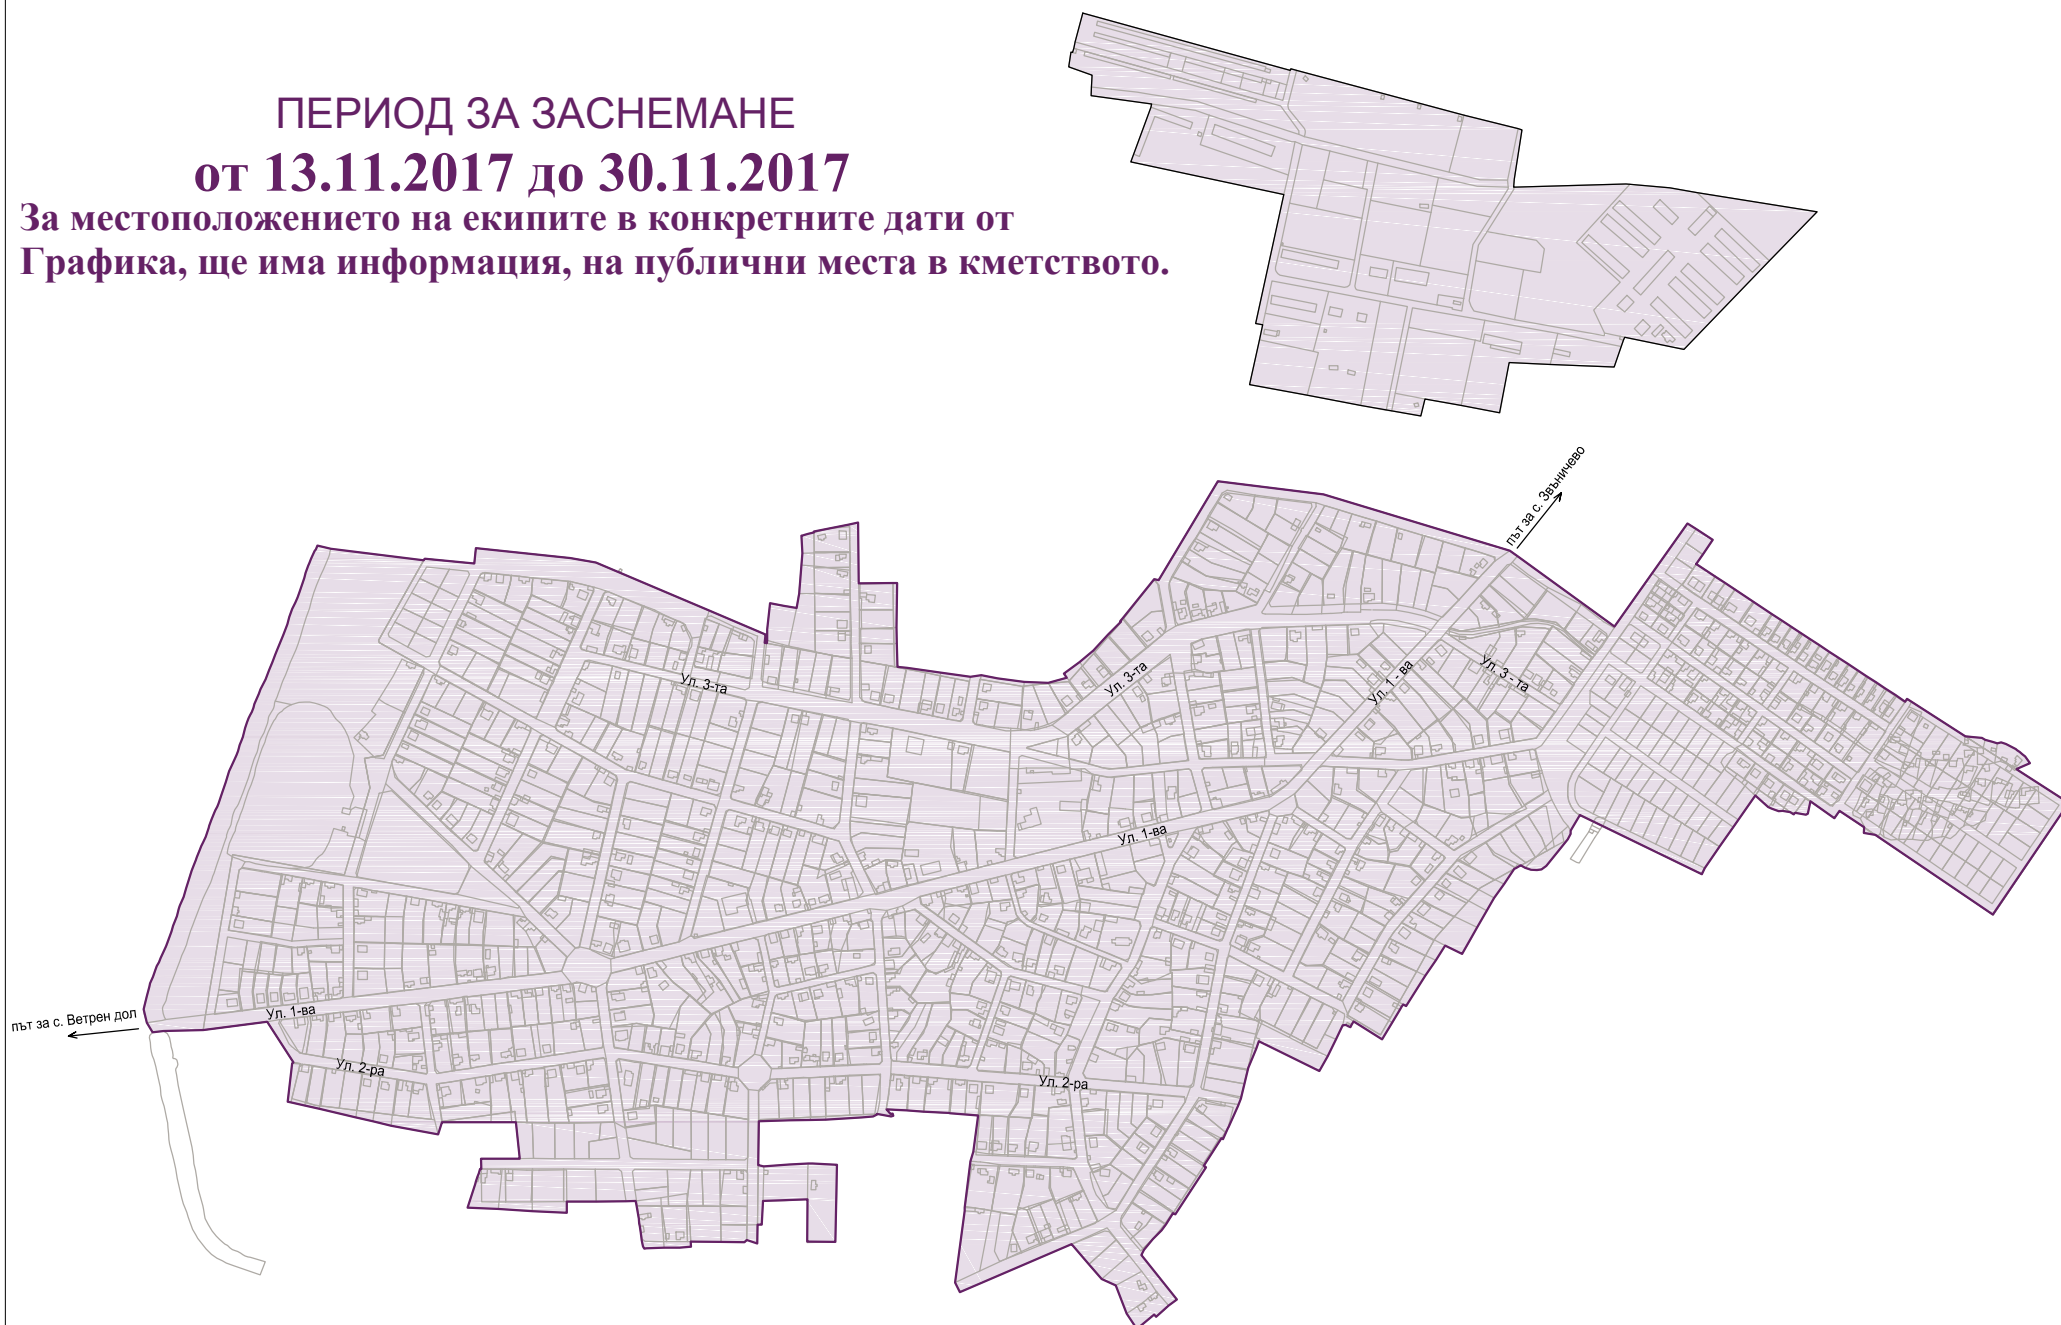 ПЕРИОД ЗА ЗАСНЕМАНЕ
от 13.11.2017 до 30.11.2017
За местоположението на екипите в конкретните дати от
Графика, ще има информация, на публични места в кметството.
път за с. Звъничево
Ул. 3-та
Ул. 3-та
Ул. 1 - ва
Ул. 3 - та
Ул. 1-ва
път за с. Ветрен дол
Ул. 1-ва
Ул. 2-ра
Ул. 2-ра